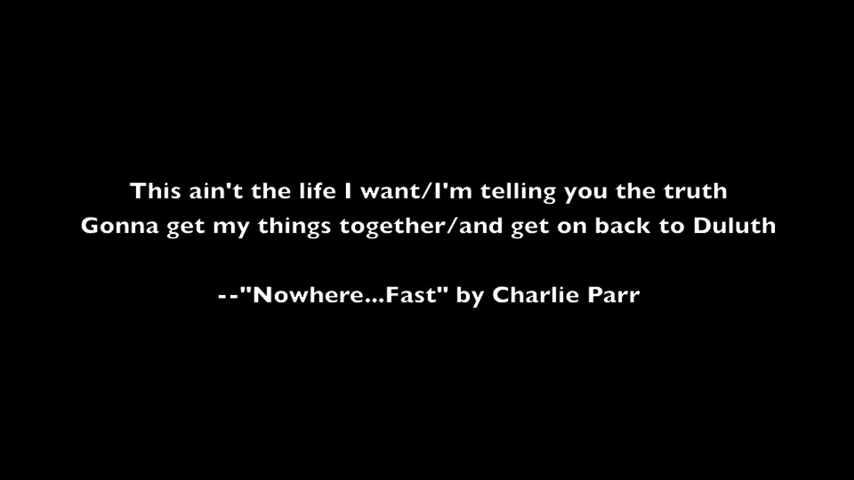 This ain't the life I want/I'm telling you the truth
Gonna get my things together/and get on back to Duluth
--"Nowhere...Fast" by Charlie Parr